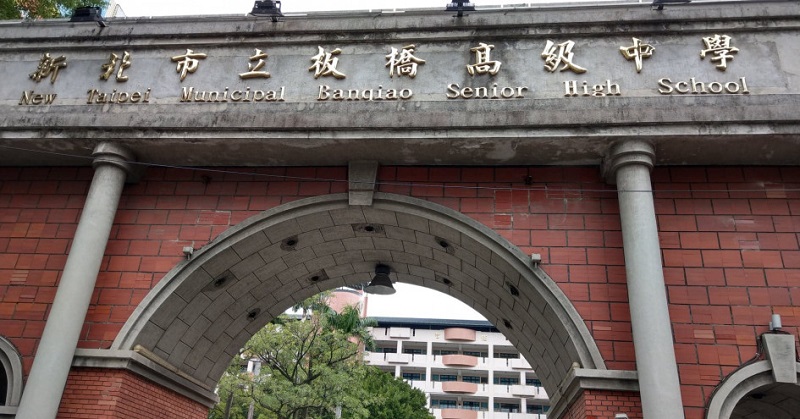 新北市立板橋高級中學
New Taipei Municipal Banqiao Senior High School